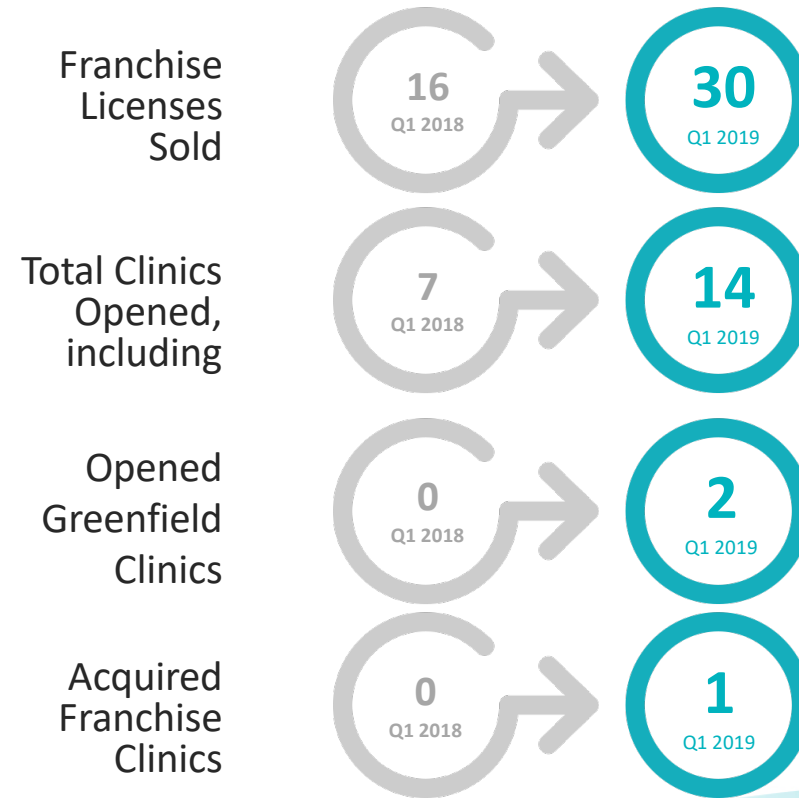 Franchise
Licenses
Sold
16
Q1 2018
30
Q1 2019
Total Clinics
Opened,
including
7
Q1 2018
14
Q1 2019
Opened
Greenfield
Clinics
0
Q1 2018
2
Q1 2019
Acquired
Franchise
Clinics
0
Q1 2018
1
Q1 2019